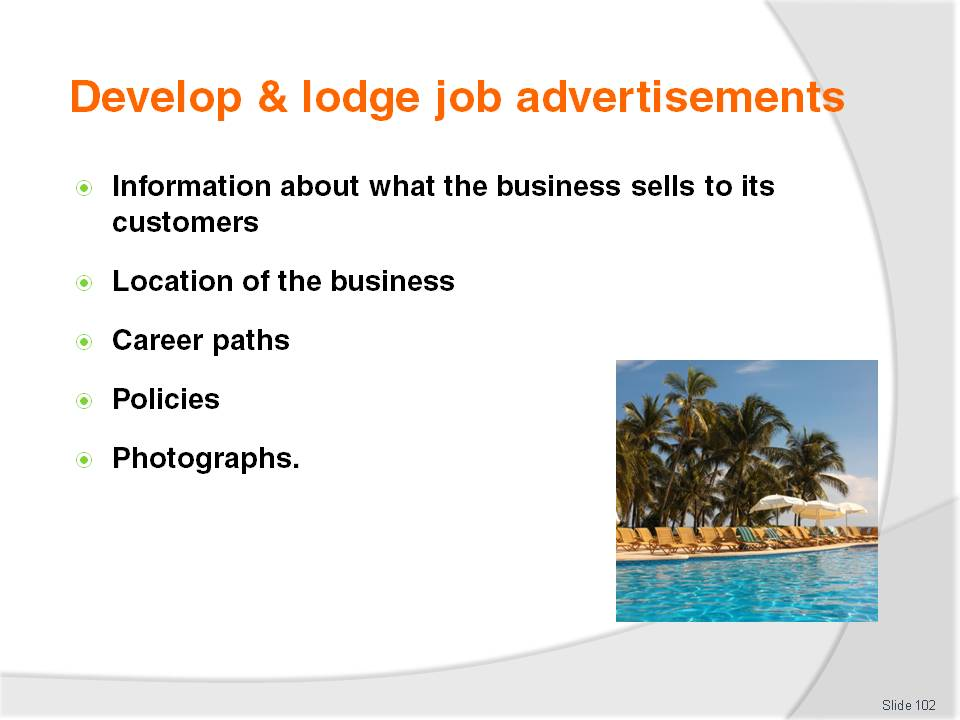 Develop & lodge job advertisements
Information about what the business sells to its
customers
Location of the business
Career paths
Policies
Photographs.
Slide 102